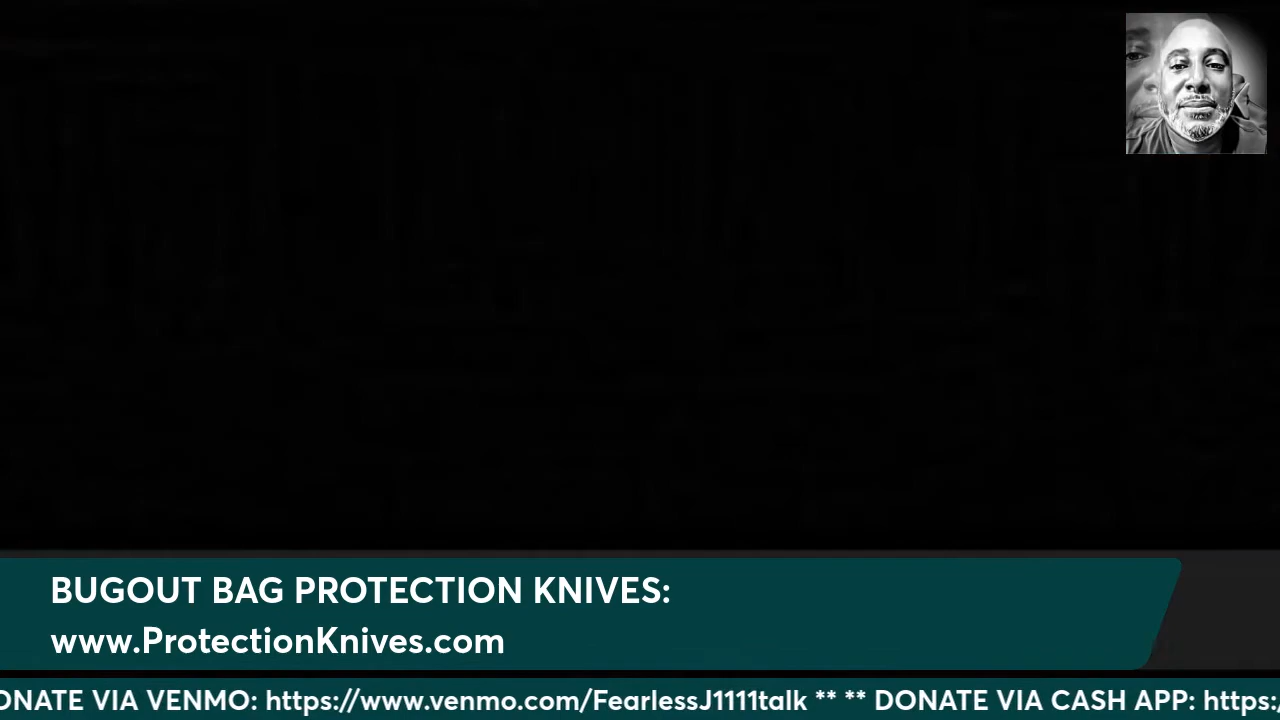 BUGOUT BAG PROTECTION KNIVES:
www.ProtectionKnives.com
ONATE VIA VENMO: https://www.venmo.com/FearlessJ1111talk ** ** DONATE VIA CASH APP: https:/